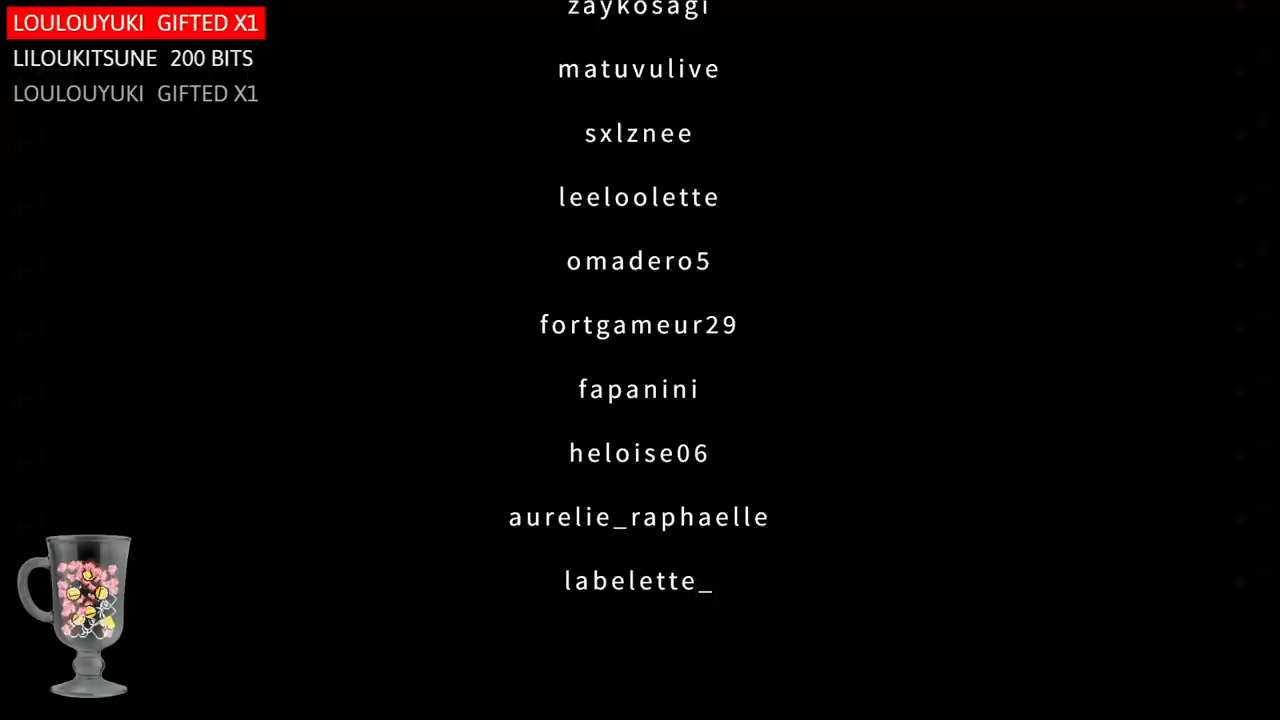 LOULOUYUKI GIFTED X1
LILOUKITSUNE 200 BITS
LOULOUYUKI GIFTED X1
zaykosagi
matuvulive
sxlznee
leeloolette
omadero5
fortgameur29
fapanini
heloise06
aurelie_raphaelle
labelette_